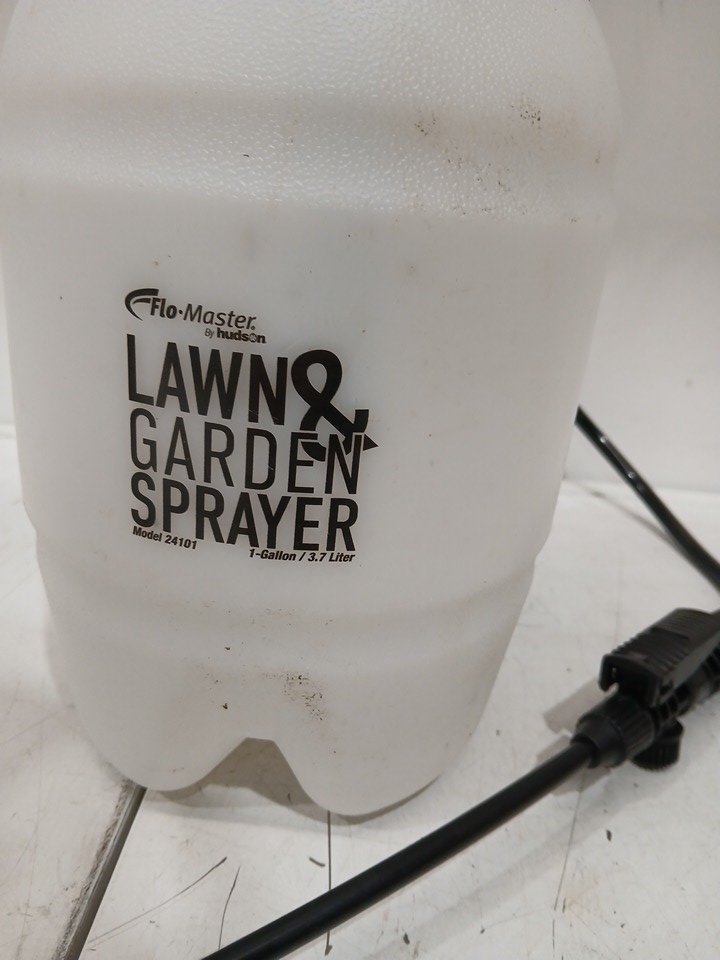 Flo·Master.
By hudson
LAWN &
GARDEN
SPRAYER
Model 24101
1-Gallon / 3.7 Liter